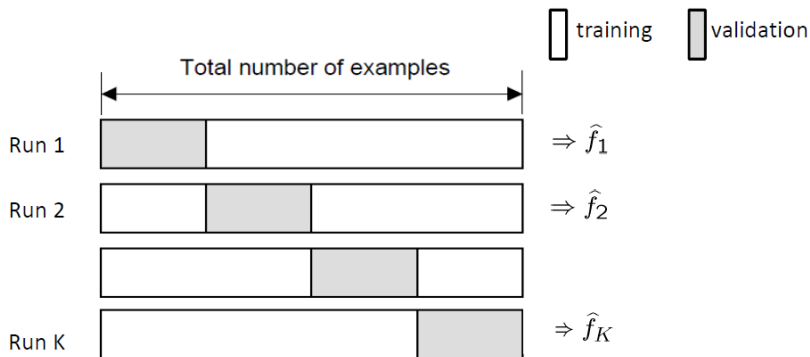 training validation
Total number of examples
Run 1 ⇒ f̂₁
Run 2 ⇒ f̂₂
Run K ⇒ f̂_K